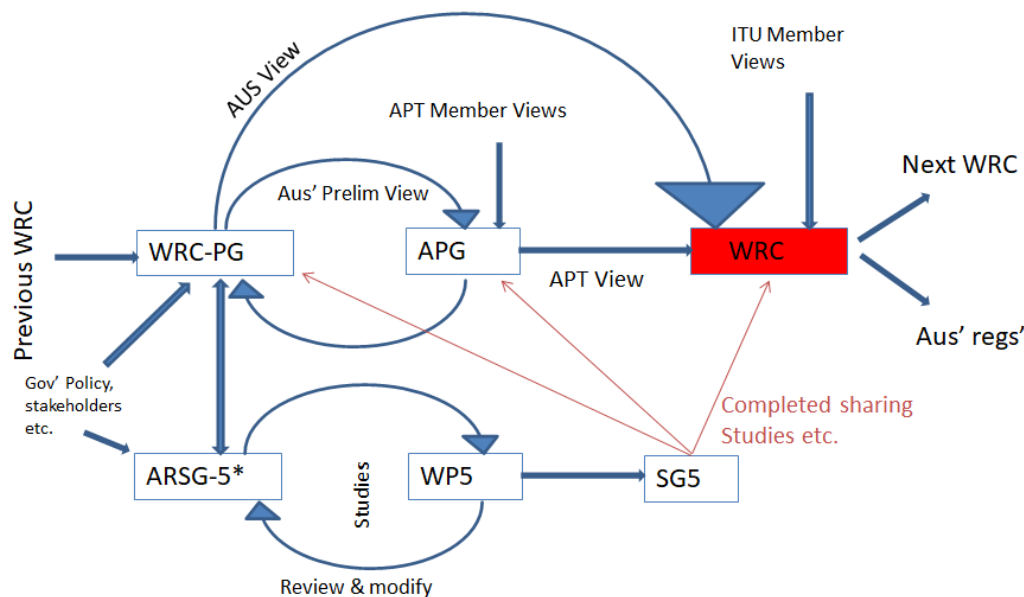 ITU Member
Views
AUS View
APT Member Views
Next WRC
Aus' Prelim View
Previous WRC
WRC-PG
APG
WRC
APT View
Aus' regs'
Gov' Policy,
stakeholders
etc.
Completed sharing
Studies etc.
ARSG-5*
Studies
WP5
SG5
Review & modify